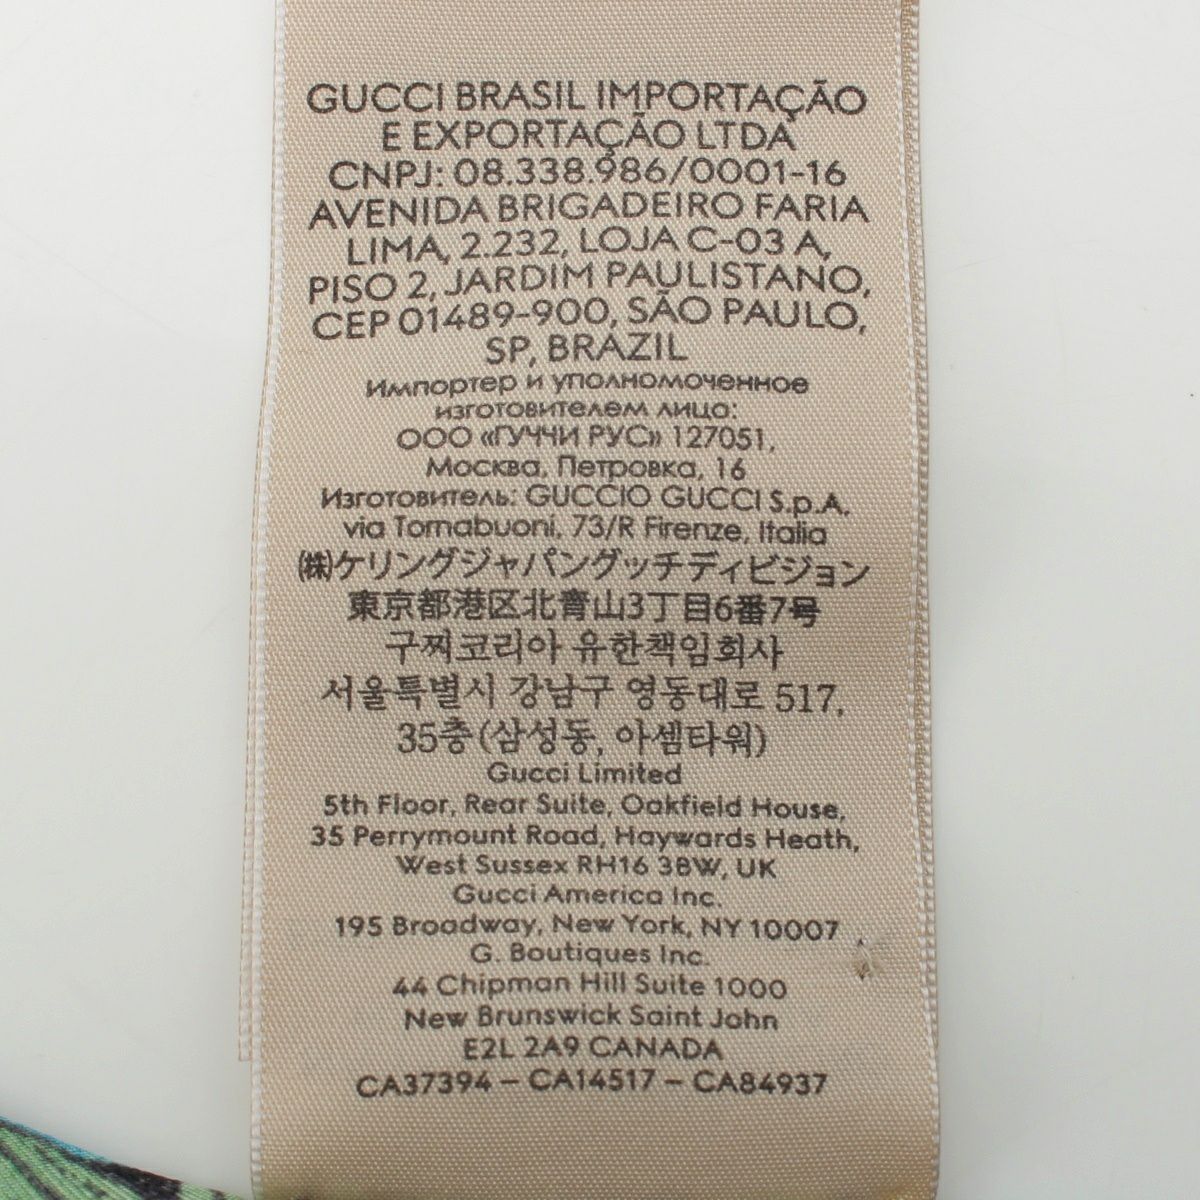 GUCCI BRASIL IMPORTAÇÃO
E EXPORTAÇÃO LTDA
CNPJ: 08.338.986/0001-16
AVENIDA BRIGADEIRO FARIA
LIMA, 2.232, LOJA C-03 A,
PISO 2, JARDIM PAULISTANO,
CEP 01489-900, SÃO PAULO,
SP, BRAZIL
Импортер и уполномоченное
изготовителем лицо:
ООО «ГУЧЧИ РУС» 127051,
Москва, Петровка, 16
Изготовитель: GUCCIO GUCCI S.p.A.
via Tornabuoni, 73/R Firenze, Italia
㈱ケリングジャパングッチディビジョン
東京都港区北青山3丁目6番7号
구찌코리아 유한책임회사
서울특별시 강남구 영동대로 517,
35층(삼성동, 아셈타워)
Gucci Limited
5th Floor, Rear Suite, Oakfield House,
35 Perrymount Road, Haywards Heath,
West Sussex RH16 3BW, UK
Gucci America Inc.
195 Broadway, New York, NY 10007
G. Boutiques Inc.
44 Chipman Hill Suite 1000
New Brunswick Saint John
E2L 2A9 CANADA
CA37394 – CA14517 – CA84937